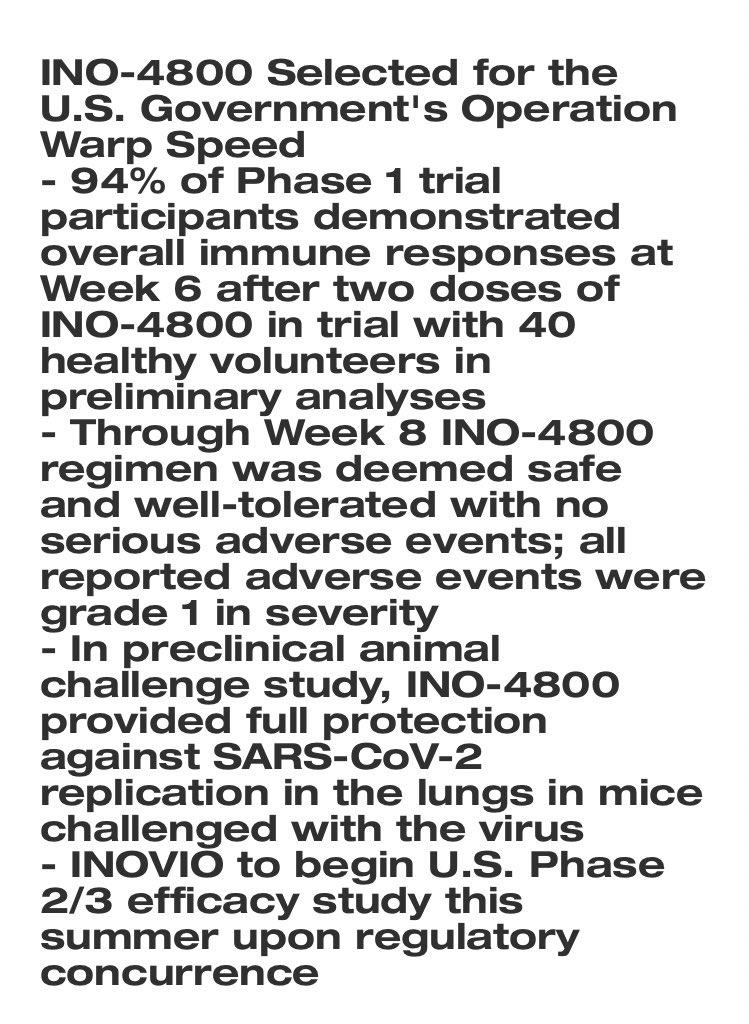 INO-4800 Selected for the
U.S. Government's Operation
Warp Speed
- 94% of Phase 1 trial
participants demonstrated
overall immune responses at
Week 6 after two doses of
INO-4800 in trial with 40
healthy volunteers in
preliminary analyses
- Through Week 8 INO-4800
regimen was deemed safe
and well-tolerated with no
serious adverse events; all
reported adverse events were
grade 1 in severity
- In preclinical animal
challenge study, INO-4800
provided full protection
against SARS-CoV-2
replication in the lungs in mice
challenged with the virus
- INOVIO to begin U.S. Phase
2/3 efficacy study this
summer upon regulatory
concurrence